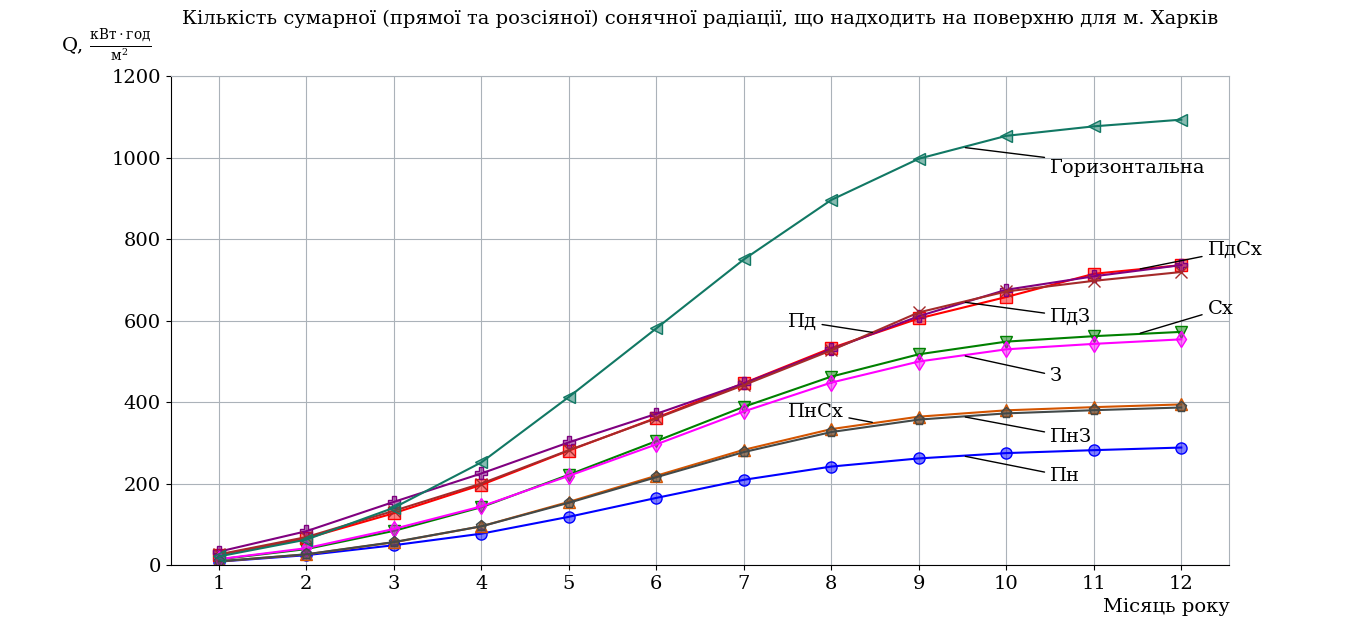 Кількість сумарної (прямої та розсіяної) сонячної радіації, що надходить на поверхню для м. Харків
Q, кВт·год/м²
1200
1000
800
600
400
200
0
Горизонтальна
ПдСх
Сх
Пд
ПдЗ
З
ПнСх
ПнЗ
Пн
1 2 3 4 5 6 7 8 9 10 11 12
Місяць року